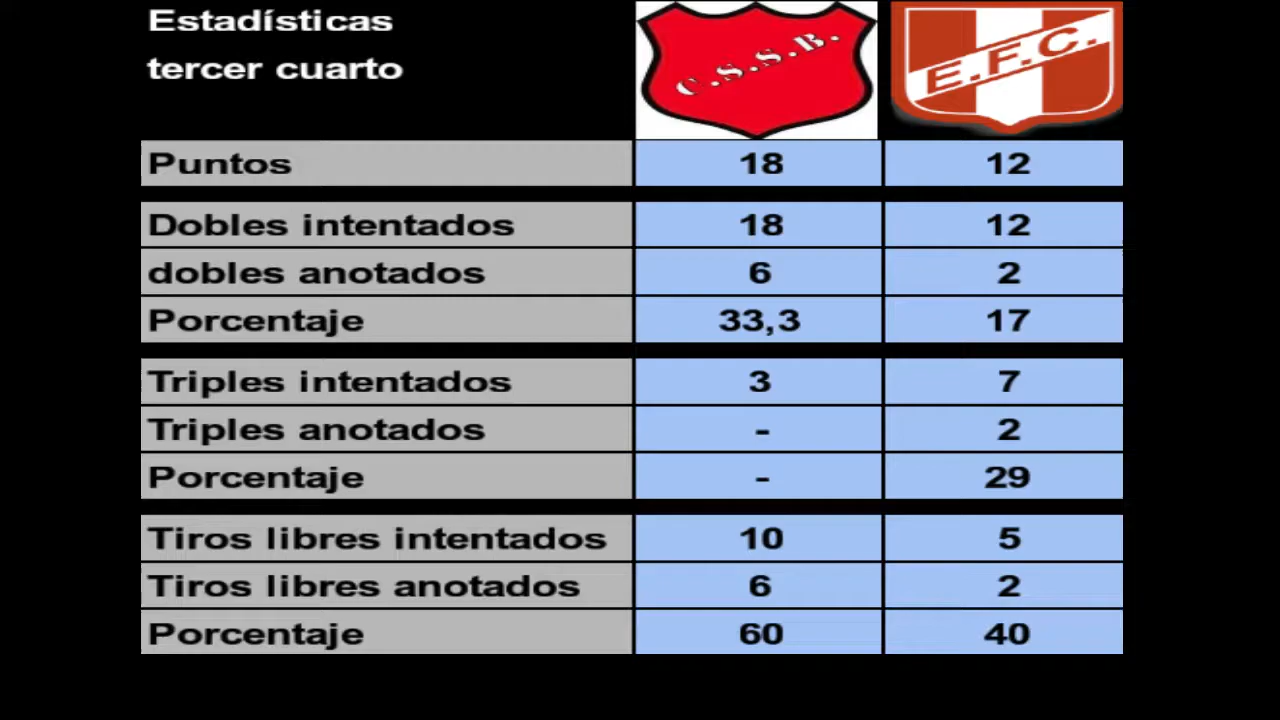 Estadísticas
tercer cuarto
C.S.S.B.
E.F.C.
Puntos 18 12
Dobles intentados 18 12
dobles anotados 6 2
Porcentaje 33,3 17
Triples intentados 3 7
Triples anotados - 2
Porcentaje - 29
Tiros libres intentados 10 5
Tiros libres anotados 6 2
Porcentaje 60 40